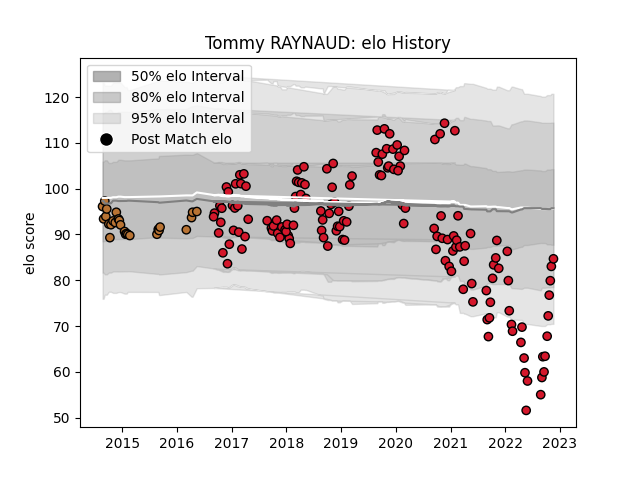 Tommy RAYNAUD: elo History
50% elo Interval
80% elo Interval
95% elo Interval
Post Match elo
elo score
120
110
100
90
80
70
60
50
2015 2016 2017 2018 2019 2020 2021 2022 2023